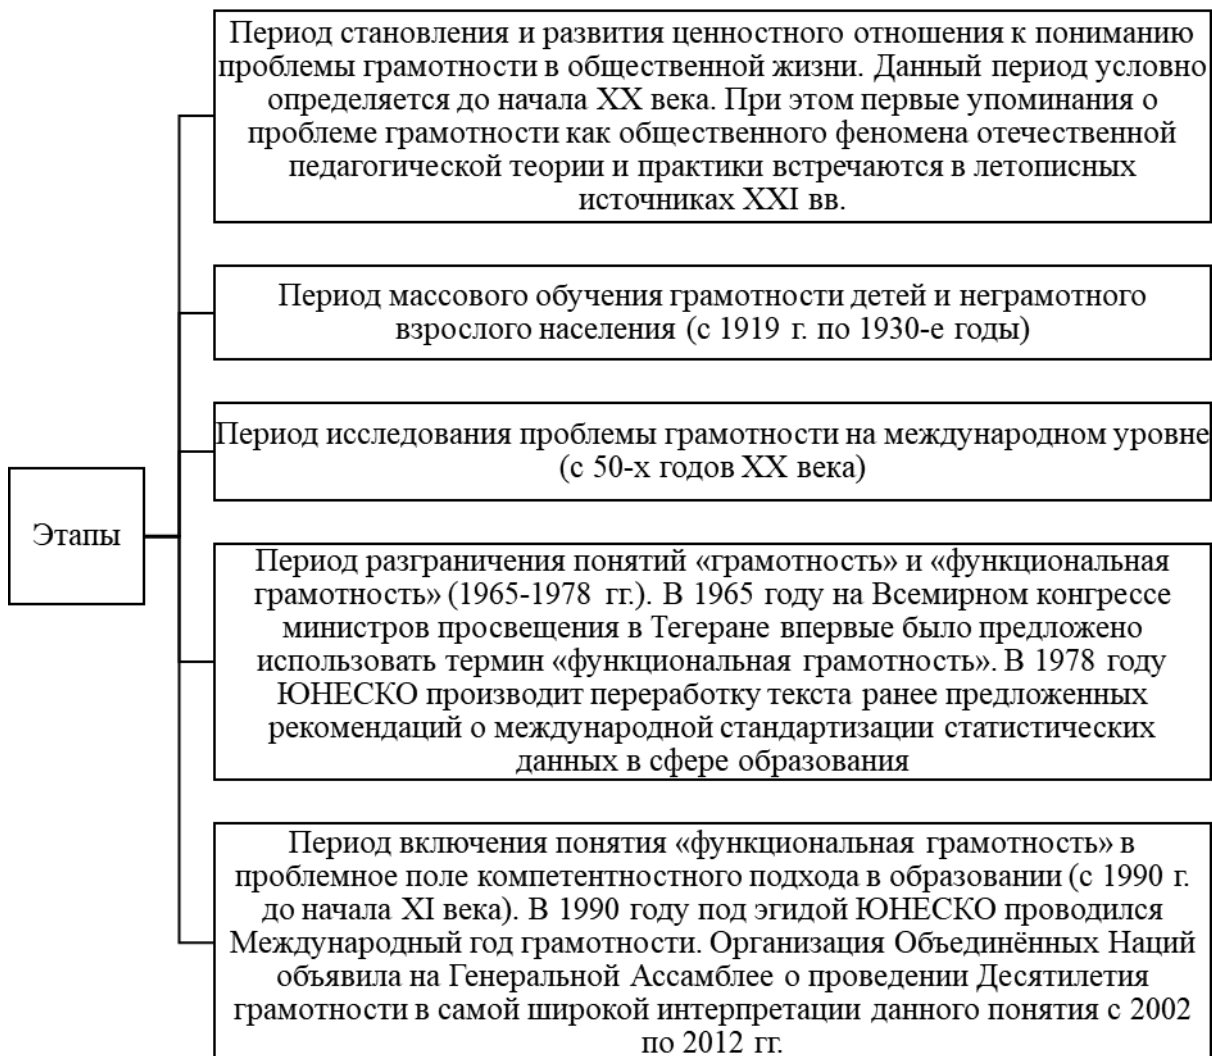 Период становления и развития ценностного отношения к пониманию
проблемы грамотности в общественной жизни. Данный период условно
определяется до начала XX века. При этом первые упоминания о
проблеме грамотности как общественного феномена отечественной
педагогической теории и практики встречаются в летописных
источниках XXI вв.
Период массового обучения грамотности детей и неграмотного
взрослого населения (с 1919 г. по 1930-е годы)
Период исследования проблемы грамотности на международном уровне
(с 50-х годов XX века)
Этапы
Период разграничения понятий «грамотность» и «функциональная
грамотность» (1965-1978 гг.). В 1965 году на Всемирном конгрессе
министров просвещения в Тегеране впервые было предложено
использовать термин «функциональная грамотность». В 1978 году
ЮНЕСКО производит переработку текста ранее предложенных
рекомендаций о международной стандартизации статистических
данных в сфере образования
Период включения понятия «функциональная грамотность» в
проблемное поле компетентностного подхода в образовании (с 1990 г.
до начала XI века). В 1990 году под эгидой ЮНЕСКО проводился
Международный год грамотности. Организация Объединённых Наций
объявила на Генеральной Ассамблее о проведении Десятилетия
грамотности в самой широкой интерпретации данного понятия с 2002
по 2012 гг.